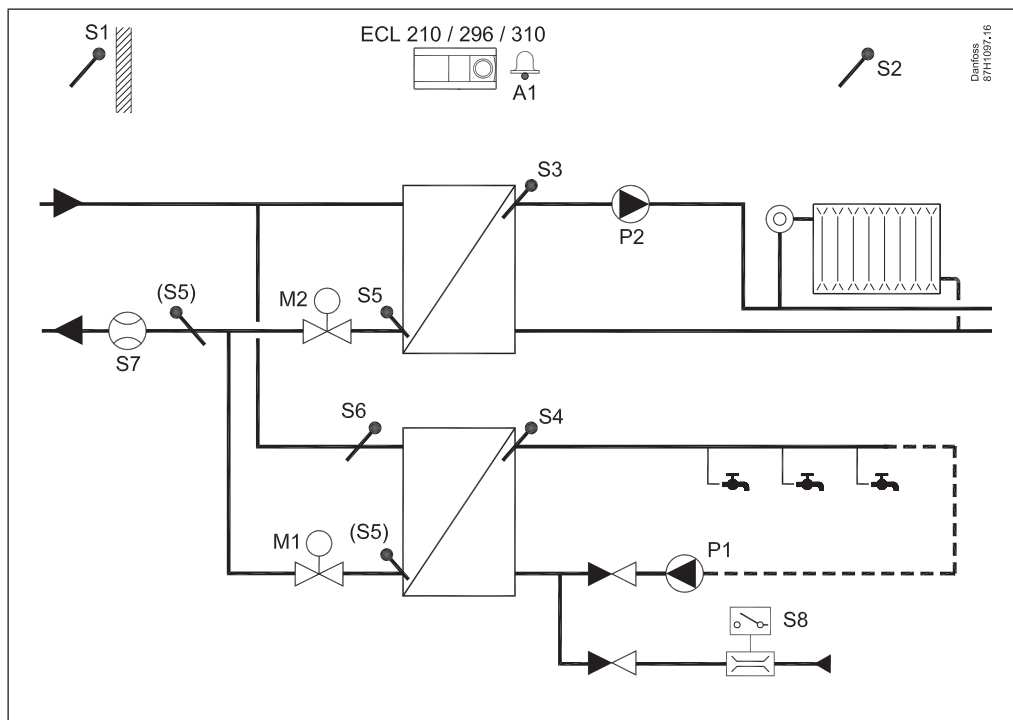 S1
ECL 210 / 296 / 310
A1
S2
Danfoss
87H1097.16
S3
P2
(S5)
M2
S5
S7
S6
S4
M1
(S5)
P1
S8